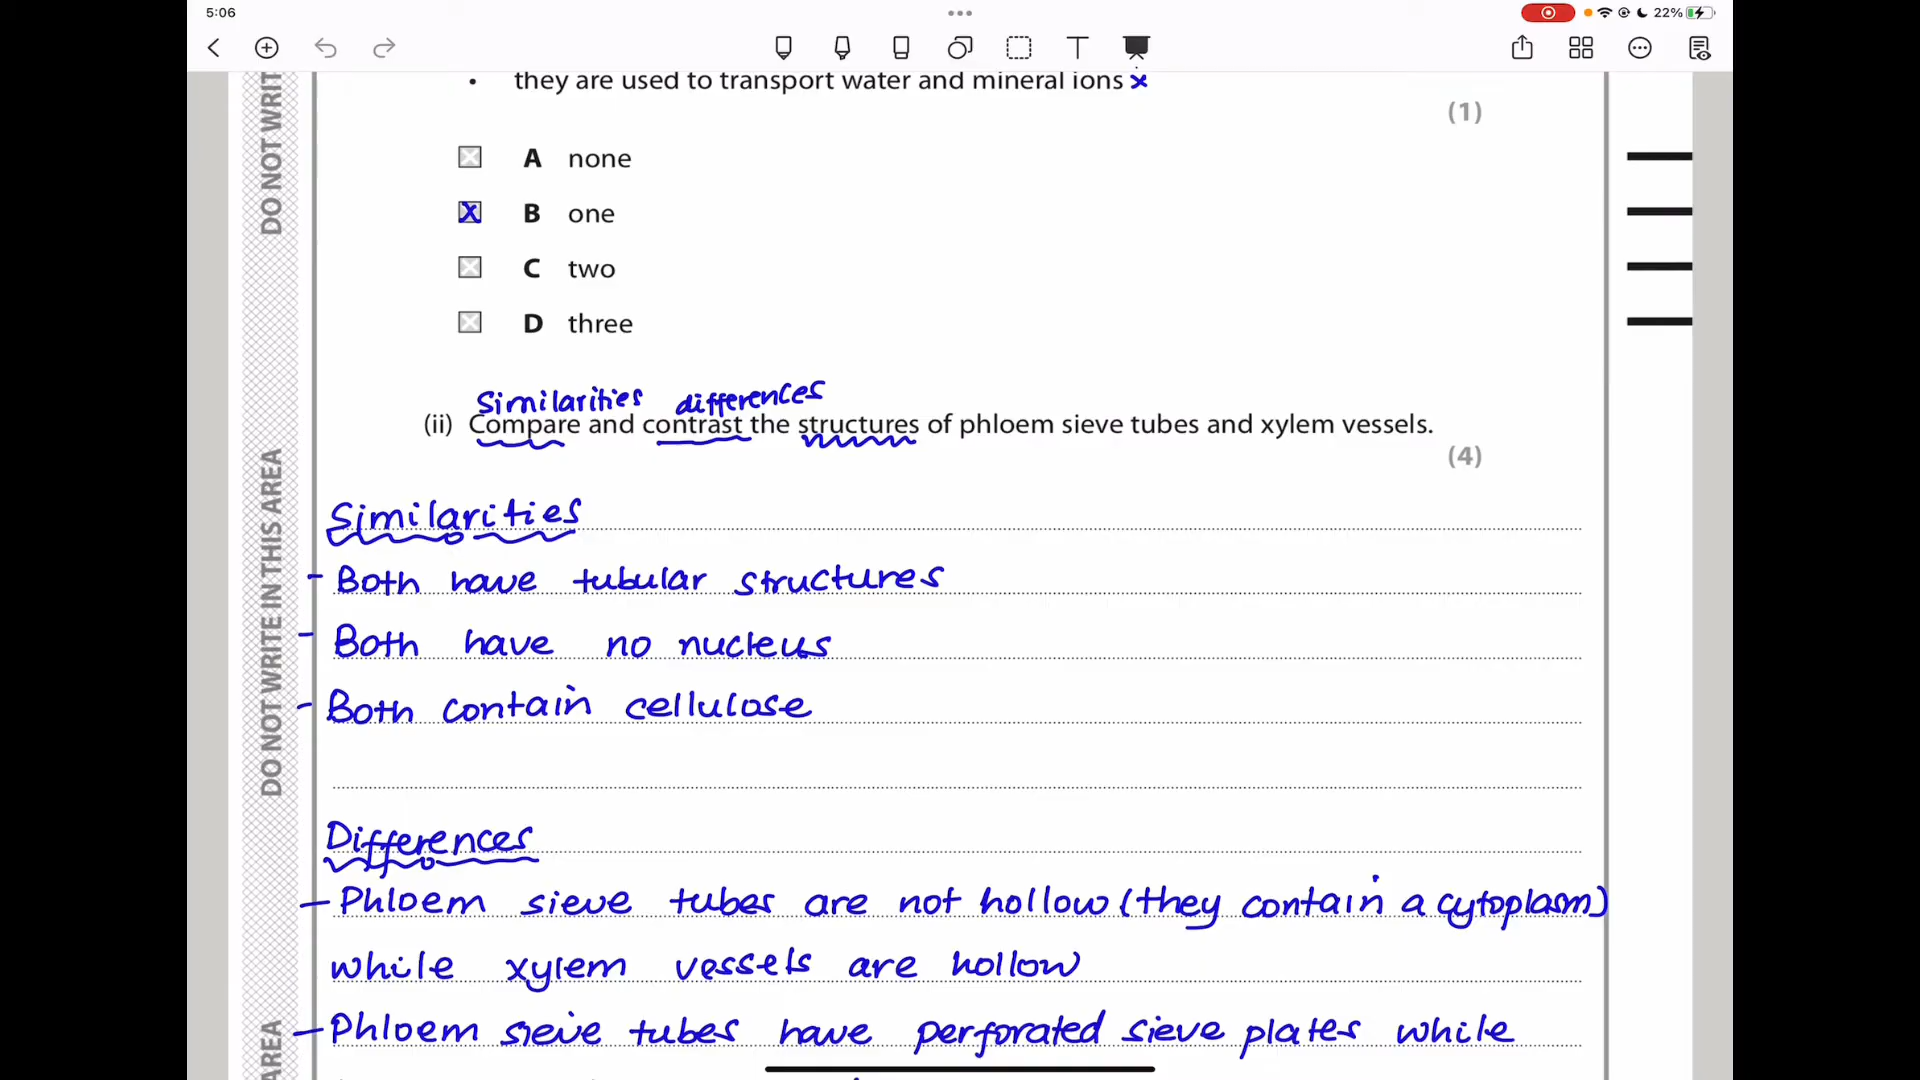 5:06
22%
they are used to transport water and mineral ions x
(1)
A none
B one
C two
D three
Similarities differences
(ii) Compare and contrast the structures of phloem sieve tubes and xylem vessels.
(4)
Similarities
- Both have tubular structures
- Both have no nucleus
- Both contain cellulose
Differences
- Phloem sieve tubes are not hollow (they contain a cytoplasm)
while xylem vessels are hollow
- Phloem sieve tubes have perforated sieve plates while
DO NOT WRIT
DO NOT WRITE IN THIS AREA
AREA